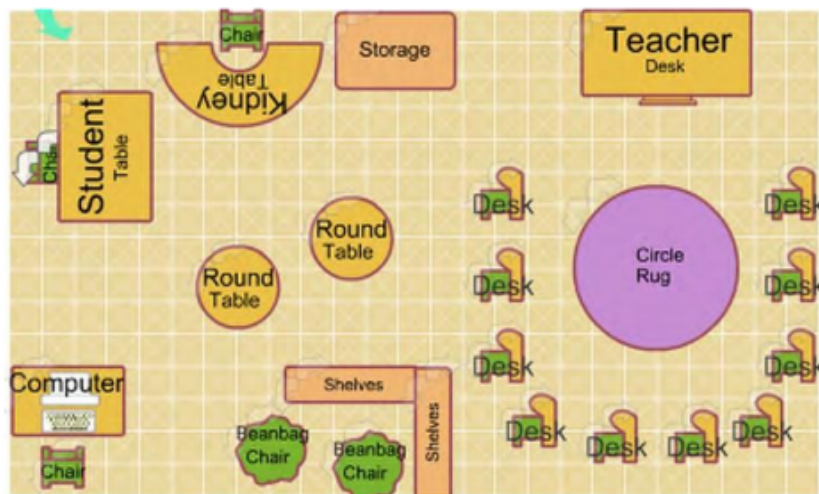 Chair
Kidney
Table
Storage
Teacher
Desk
Student
Table
Chair
Desk
Desk
Round
Table
Circle
Rug
Round
Table
Desk
Desk
Desk
Desk
Computer
Shelves
Shelves
Beanbag
Chair
Beanbag
Chair
Chair
Desk
Desk
Desk
Desk